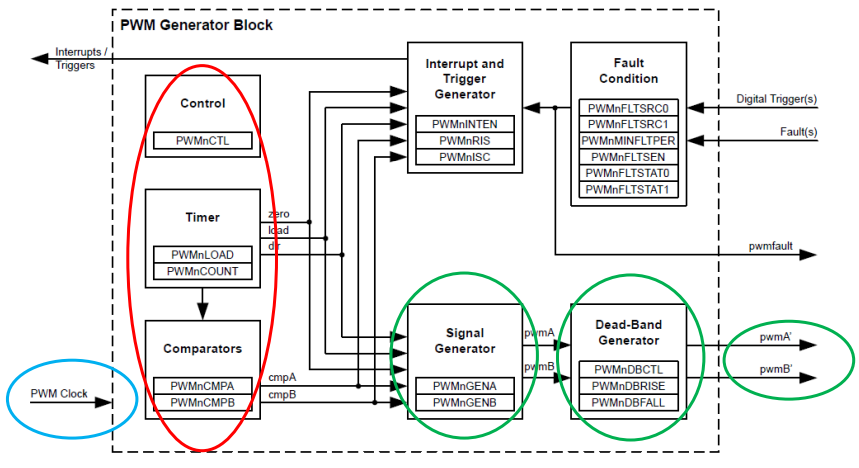 PWM Generator Block
Interrupts /
Triggers
Control
PWMnCTL
Interrupt and
Trigger
Generator
PWMnINTEN
PWMnRIS
PWMnISC
Fault
Condition
PWMnFLTSRC0
PWMnFLTSRC1
PWMnMINFLTPER
PWMnFLTSEN
PWMnFLTSTAT0
PWMnFLTSTAT1
Digital Trigger(s)
Fault(s)
Timer
PWMnLOAD
PWMnCOUNT
zero
load
dir
pwmfault
Comparators
PWMnCMPA
PWMnCMPB
cmpA
cmpB
PWM Clock
Signal
Generator
PWMnGENA
PWMnGENB
pwmA
pwmB
Dead-Band
Generator
PWMnDBCTL
PWMnDBRISE
PWMnDBFALL
pwmA'
pwmB'